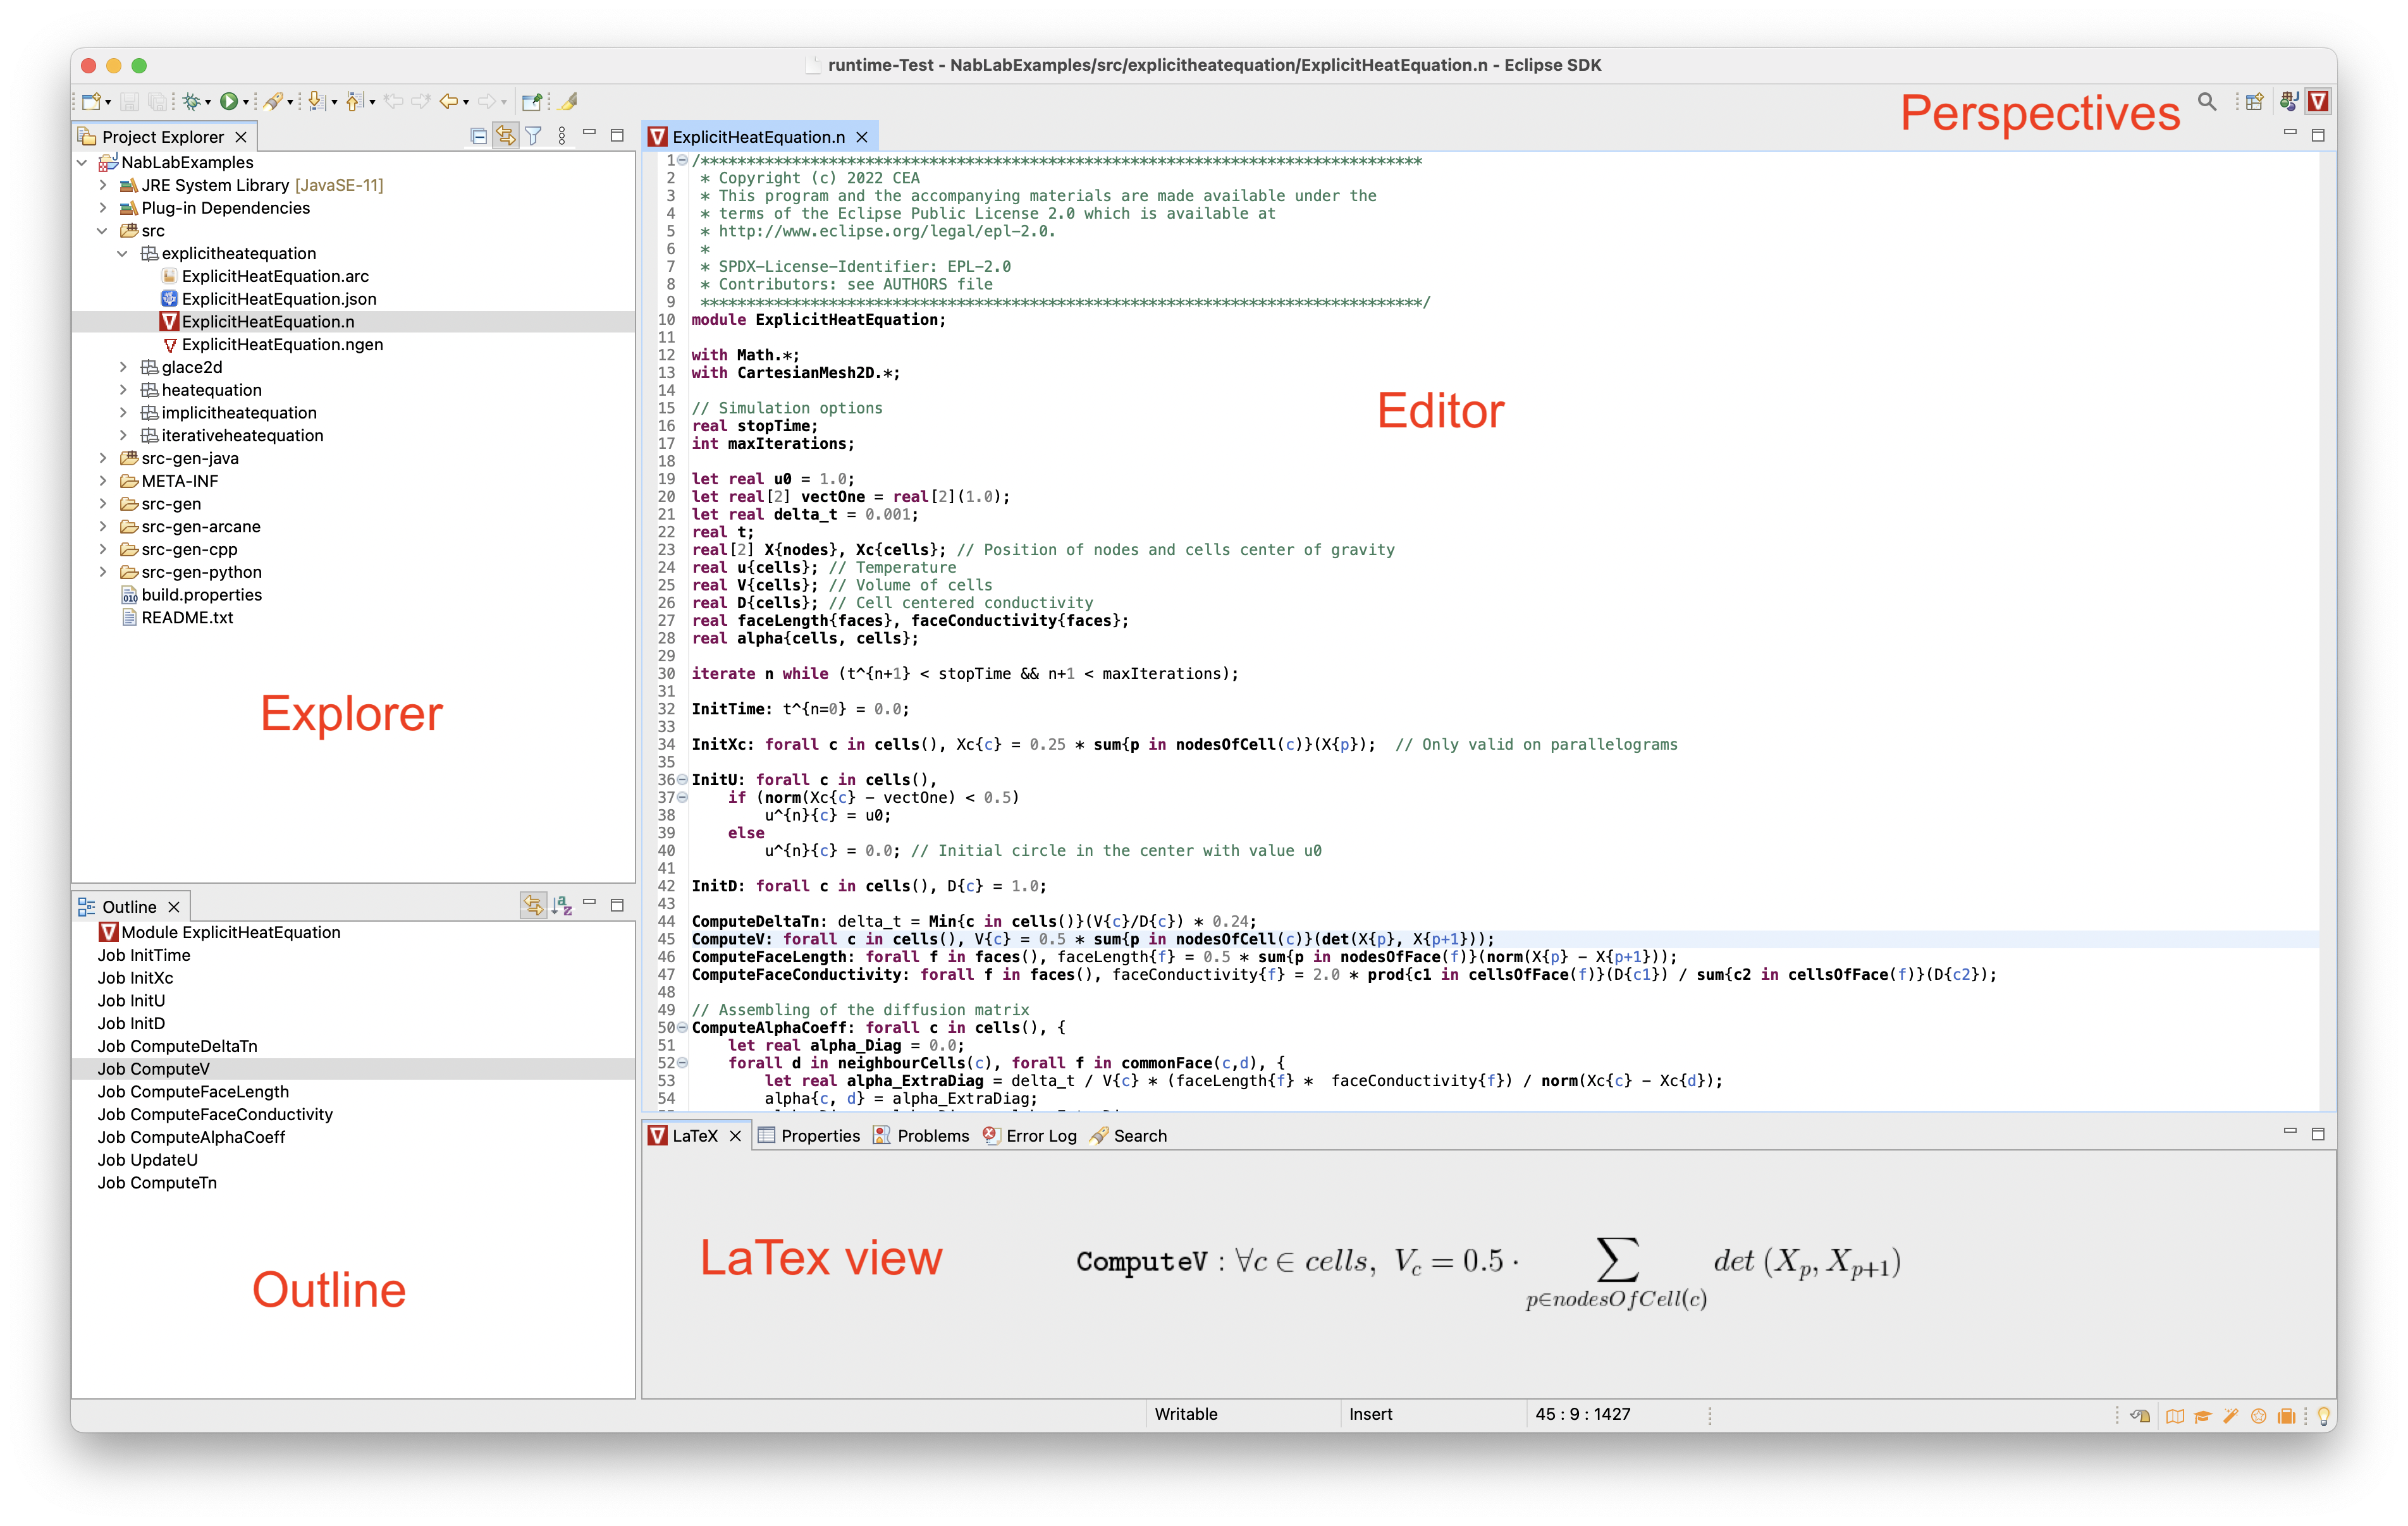 runtime-Test - NabLabExamples/src/explicitheatequation/ExplicitHeatEquation.n - Eclipse SDK
Perspectives
Project Explorer
NabLabExamples
JRE System Library [JavaSE-11]
Plug-in Dependencies
src
explicitheatequation
ExplicitHeatEquation.arc
ExplicitHeatEquation.json
ExplicitHeatEquation.n
ExplicitHeatEquation.ngen
glace2d
heatequation
implicitheatequation
iterativeheatequation
src-gen-java
META-INF
src-gen
src-gen-arcane
src-gen-cpp
src-gen-python
build.properties
README.txt
Explorer
Outline
Module ExplicitHeatEquation
Job InitTime
Job InitXc
Job InitU
Job InitD
Job ComputeDeltaTn
Job ComputeV
Job ComputeFaceLength
Job ComputeFaceConductivity
Job ComputeAlphaCoeff
Job UpdateU
Job ComputeTn
Outline
ExplicitHeatEquation.n
1 /*******************************************************************************
2 * Copyright (c) 2022 CEA
3 * This program and the accompanying materials are made available under the
4 * terms of the Eclipse Public License 2.0 which is available at
5 * http://www.eclipse.org/legal/epl-2.0.
6 *
7 * SPDX-License-Identifier: EPL-2.0
8 * Contributors: see AUTHORS file
9 *******************************************************************************/
10 module ExplicitHeatEquation;
11
12 with Math.*;
13 with CartesianMesh2D.*;
14
15 // Simulation options
16 real stopTime;
17 int maxIterations;
18
19 let real u0 = 1.0;
20 let real[2] vectOne = real[2](1.0);
21 let real delta_t = 0.001;
22 real t;
23 real[2] X{nodes}, Xc{cells}; // Position of nodes and cells center of gravity
24 real u{cells}; // Temperature
25 real V{cells}; // Volume of cells
26 real D{cells}; // Cell centered conductivity
27 real faceLength{faces}, faceConductivity{faces};
28 real alpha{cells, cells};
29
30 iterate n while (t^{n+1} < stopTime && n+1 < maxIterations);
31
32 InitTime: t^{n=0} = 0.0;
33
34 InitXc: forall c in cells(), Xc{c} = 0.25 * sum{p in nodesOfCell(c)}(X{p}); // Only valid on parallelograms
35
36 InitU: forall c in cells(),
37 if (norm(Xc{c} - vectOne) < 0.5)
38 u^{n}{c} = u0;
39 else
40 u^{n}{c} = 0.0; // Initial circle in the center with value u0
41
42 InitD: forall c in cells(), D{c} = 1.0;
43
44 ComputeDeltaTn: delta_t = Min{c in cells()}(V{c}/D{c}) * 0.24;
45 ComputeV: forall c in cells(), V{c} = 0.5 * sum{p in nodesOfCell(c)}(det(X{p}, X{p+1}));
46 ComputeFaceLength: forall f in faces(), faceLength{f} = 0.5 * sum{p in nodesOfFace(f)}(norm(X{p} - X{p+1}));
47 ComputeFaceConductivity: forall f in faces(), faceConductivity{f} = 2.0 * prod{c1 in cellsOfFace(f)}(D{c1}) / sum{c2 in cellsOfFace(f)}(D{c2});
48
49 // Assembling of the diffusion matrix
50 ComputeAlphaCoeff: forall c in cells(), {
51 let real alpha_Diag = 0.0;
52 forall d in neighbourCells(c), forall f in commonFace(c,d), {
53 let real alpha_ExtraDiag = delta_t / V{c} * (faceLength{f} * faceConductivity{f}) / norm(Xc{c} - Xc{d});
54 alpha{c, d} = alpha_ExtraDiag;
Editor
LaTeX Properties Problems Error Log Search
LaTex view
ComputeV : ∀c ∈ cells, V_c = 0.5 · ∑_{p∈nodesOfCell(c)} det (X_p, X_{p+1})
Writable Insert 45 : 9 : 1427